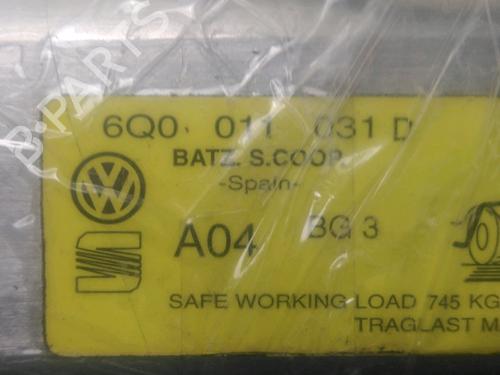 6Q0 011 031 D
BATZ. S.COOP.
-Spain-
A04 BG 3
SAFE WORKING LOAD 745 KG
TRAGLAST
B-PARTS